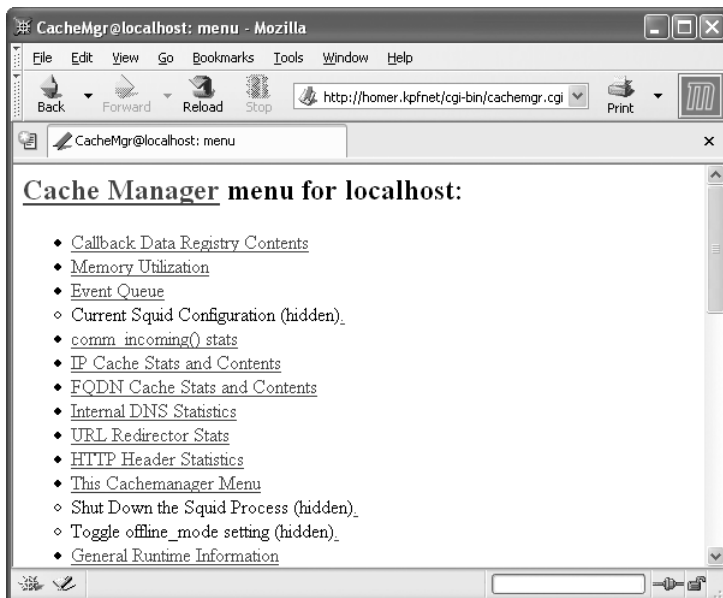 CacheMgr@localhost: menu - Mozilla
File Edit View Go Bookmarks Tools Window Help
Back Forward Reload Stop http://homer.kpfnet/cgi-bin/cachemgr.cgi Print
CacheMgr@localhost: menu
Cache Manager menu for localhost:
Callback Data Registry Contents
Memory Utilization
Event Queue
Current Squid Configuration (hidden).
comm_incoming() stats
IP Cache Stats and Contents
FQDN Cache Stats and Contents
Internal DNS Statistics
URL Redirector Stats
HTTP Header Statistics
This Cachemanager Menu
Shut Down the Squid Process (hidden).
Toggle offline_mode setting (hidden).
General Runtime Information